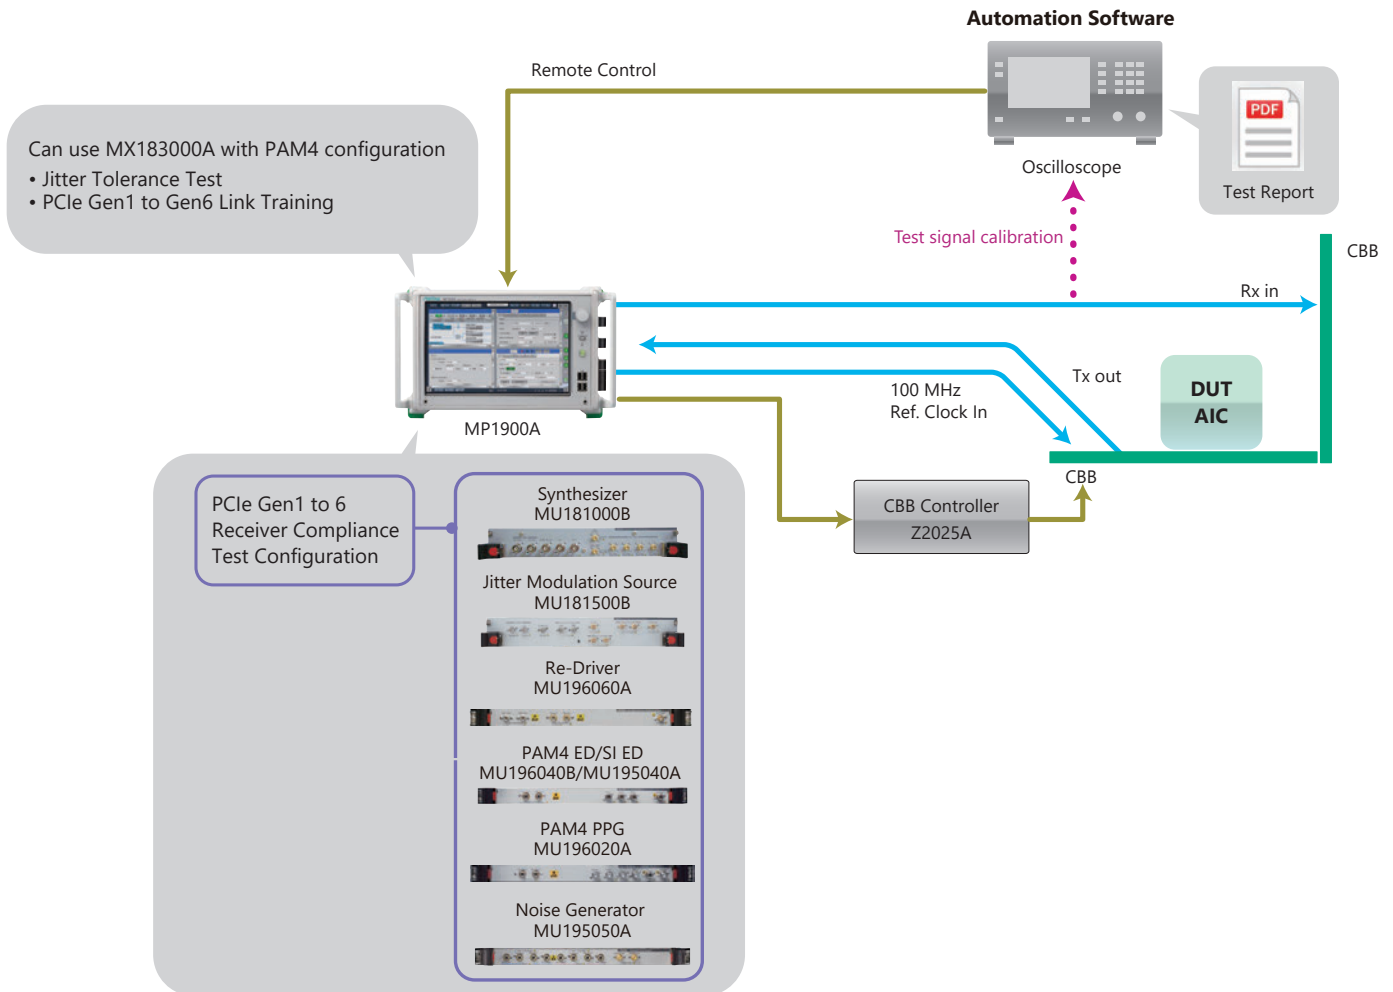 Automation Software
Remote Control
PDF
Can use MX183000A with PAM4 configuration
• Jitter Tolerance Test
• PCIe Gen1 to Gen6 Link Training
Oscilloscope
Test Report
Test signal calibration
CBB
Rx in
Tx out
100 MHz
Ref. Clock In
DUT
AIC
MP1900A
CBB
CBB Controller
Z2025A
PCIe Gen1 to 6
Receiver Compliance
Test Configuration
Synthesizer
MU181000B
Jitter Modulation Source
MU181500B
Re-Driver
MU196060A
PAM4 ED/SI ED
MU196040B/MU195040A
PAM4 PPG
MU196020A
Noise Generator
MU195050A